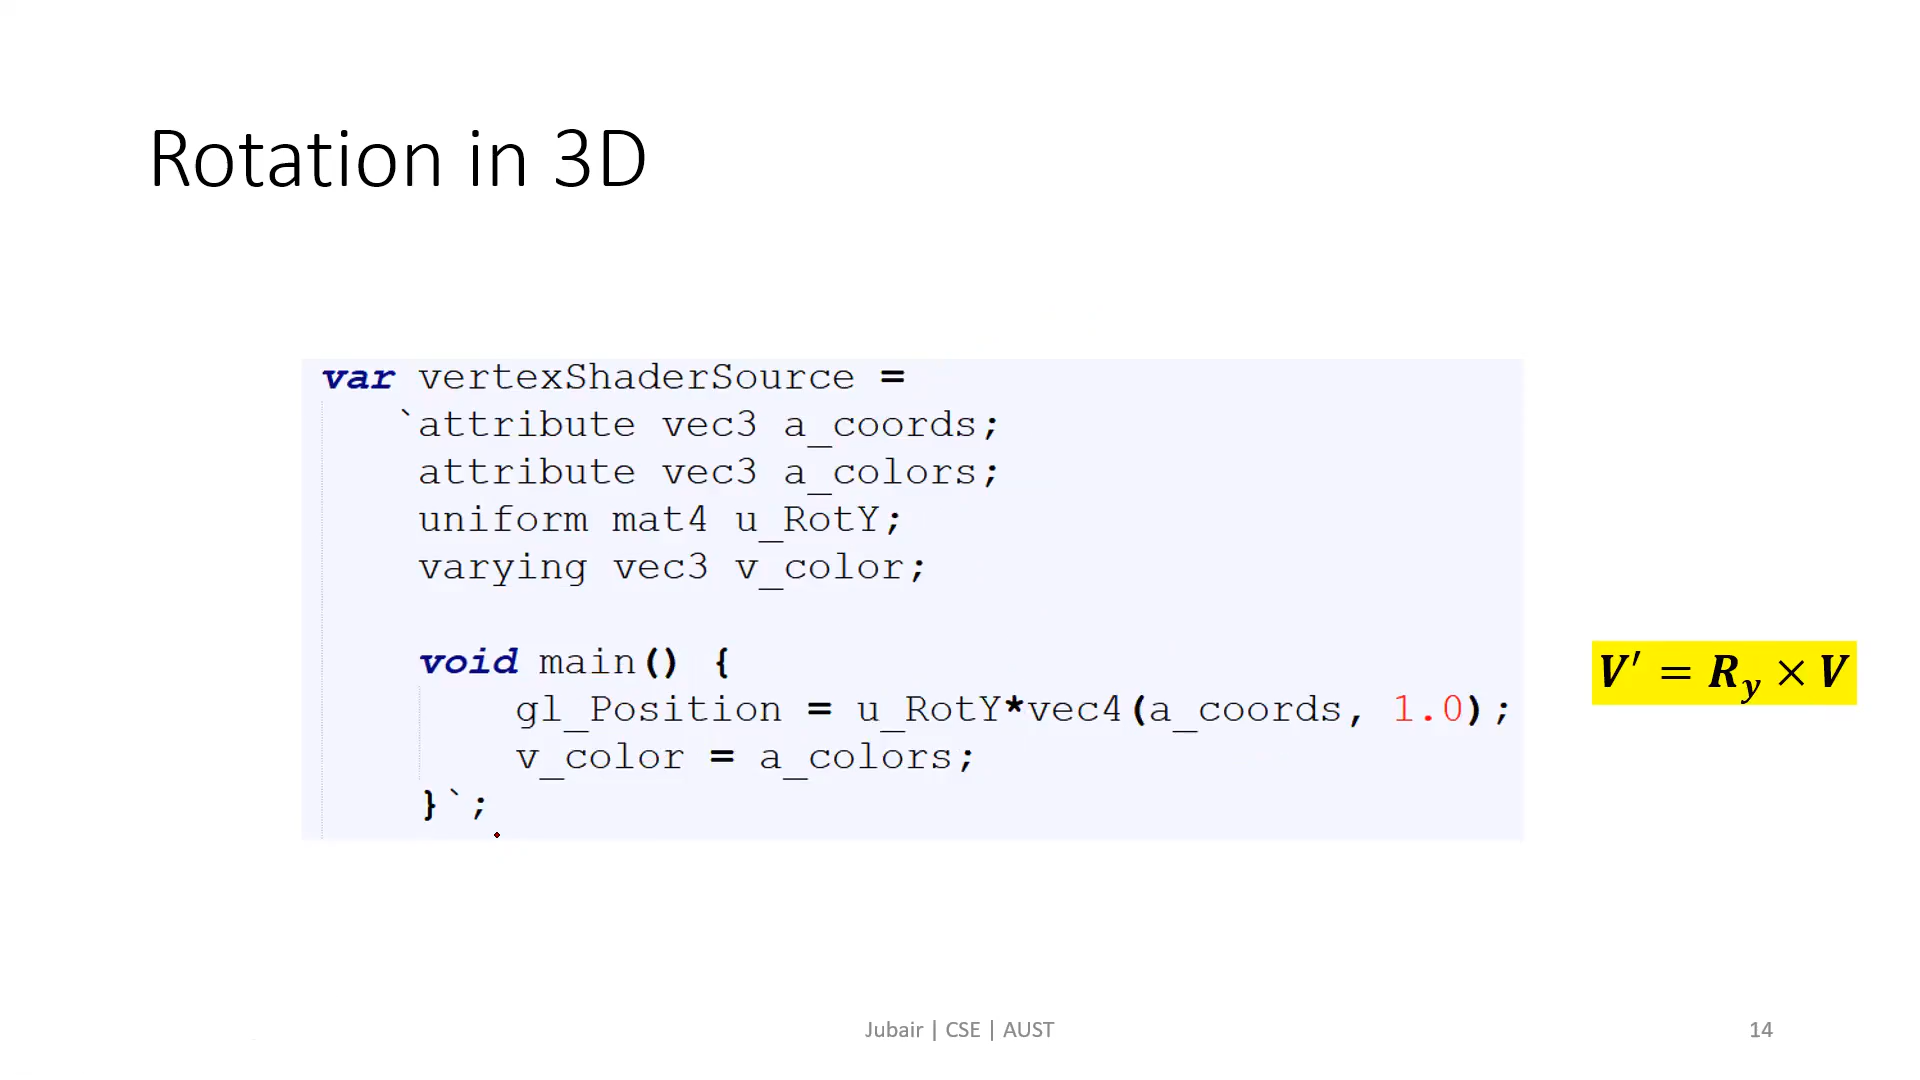 Rotation in 3D
var vertexShaderSource =
`attribute vec3 a_coords;
attribute vec3 a_colors;
uniform mat4 u_RotY;
varying vec3 v_color;
void main() {
gl_Position = u_RotY*vec4(a_coords, 1.0);
v_color = a_colors;
}`;
V′ = R_y × V
Jubair | CSE | AUST
14